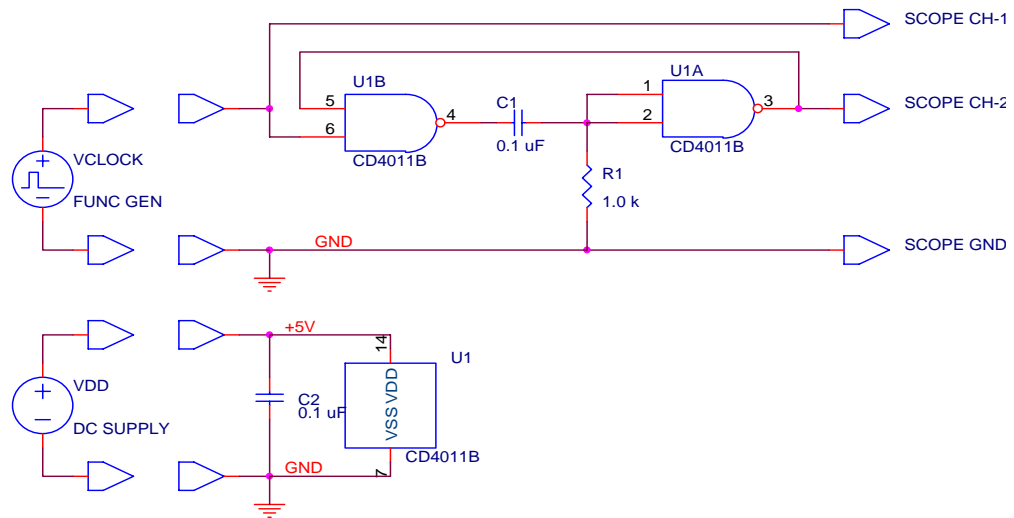 SCOPE CH-1
U1B
U1A
5
6
4
C1
0.1 uF
1
2
3
SCOPE CH-2
CD4011B
CD4011B
+
VCLOCK
−
FUNC GEN
R1
1.0 k
GND
SCOPE GND
+5V
14
U1
+
VDD
−
DC SUPPLY
C2
0.1 uF
VSS VDD
CD4011B
GND
7